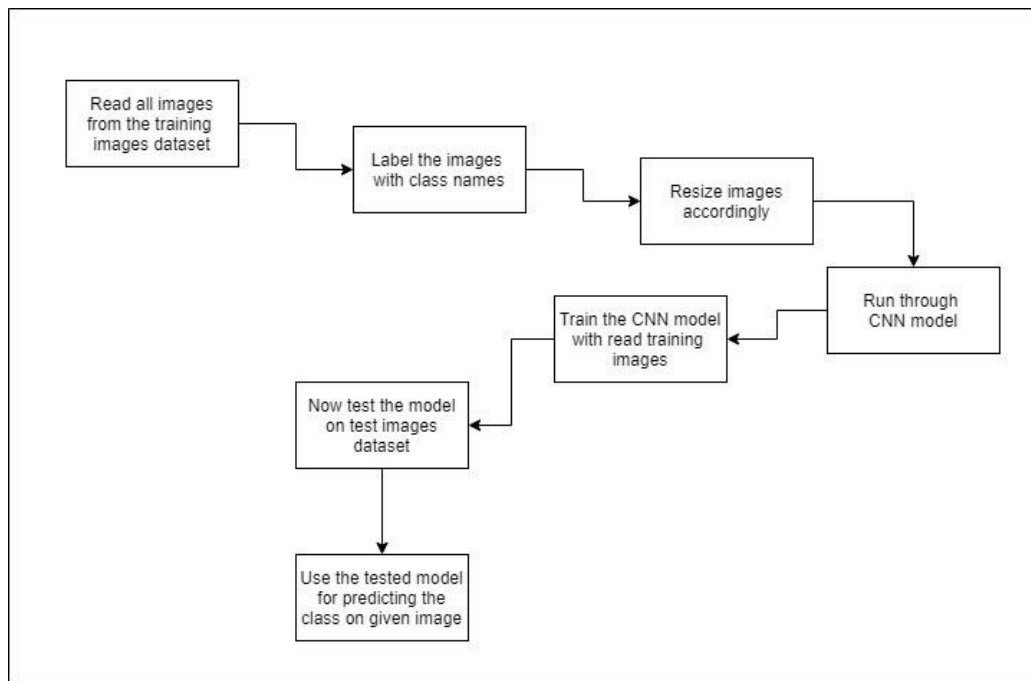 Read all images
from the training
images dataset
Label the images
with class names
Resize images
accordingly
Run through
CNN model
Train the CNN model
with read training
images
Now test the model
on test images
dataset
Use the tested model
for predicting the
class on given image